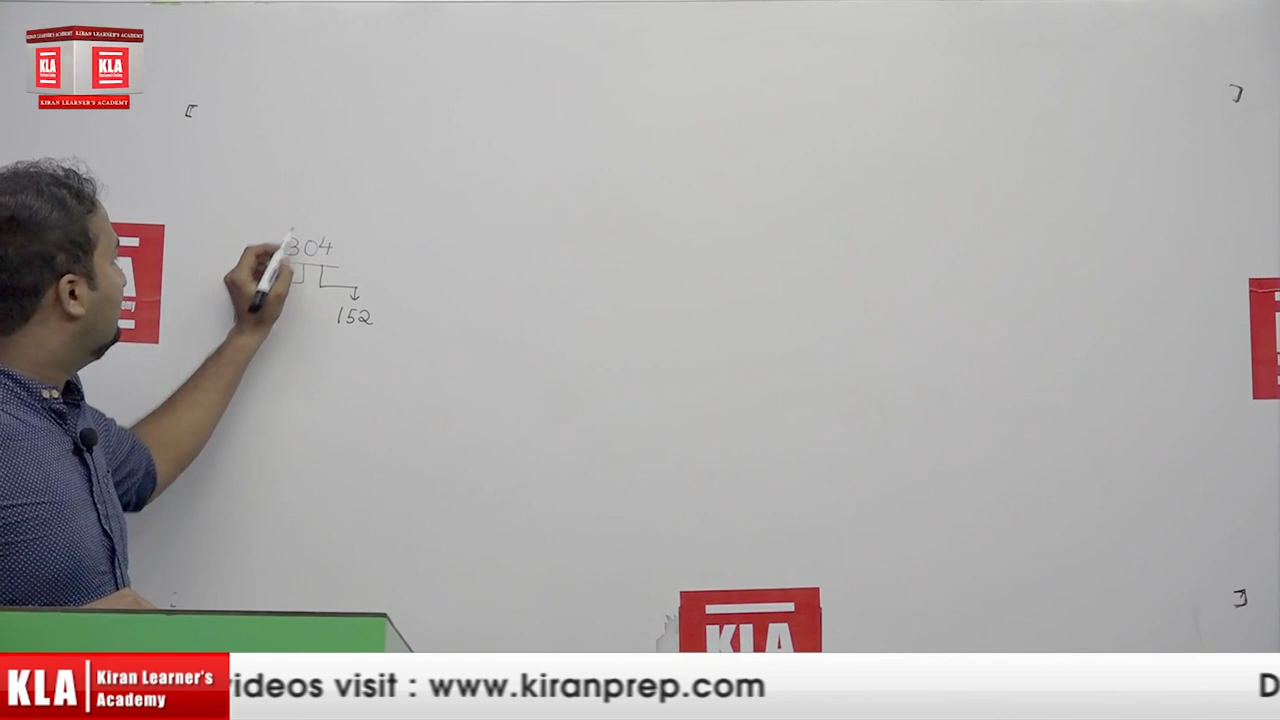 KIRAN LEARNER'S ACADEMY KIRAN LEARNER'S ACADEMY
KLA KLA
KIRAN LEARNER'S ACADEMY
304
152
KLA
KLA Kiran Learner's
Academy
videos visit : www.kiranprep.com
D